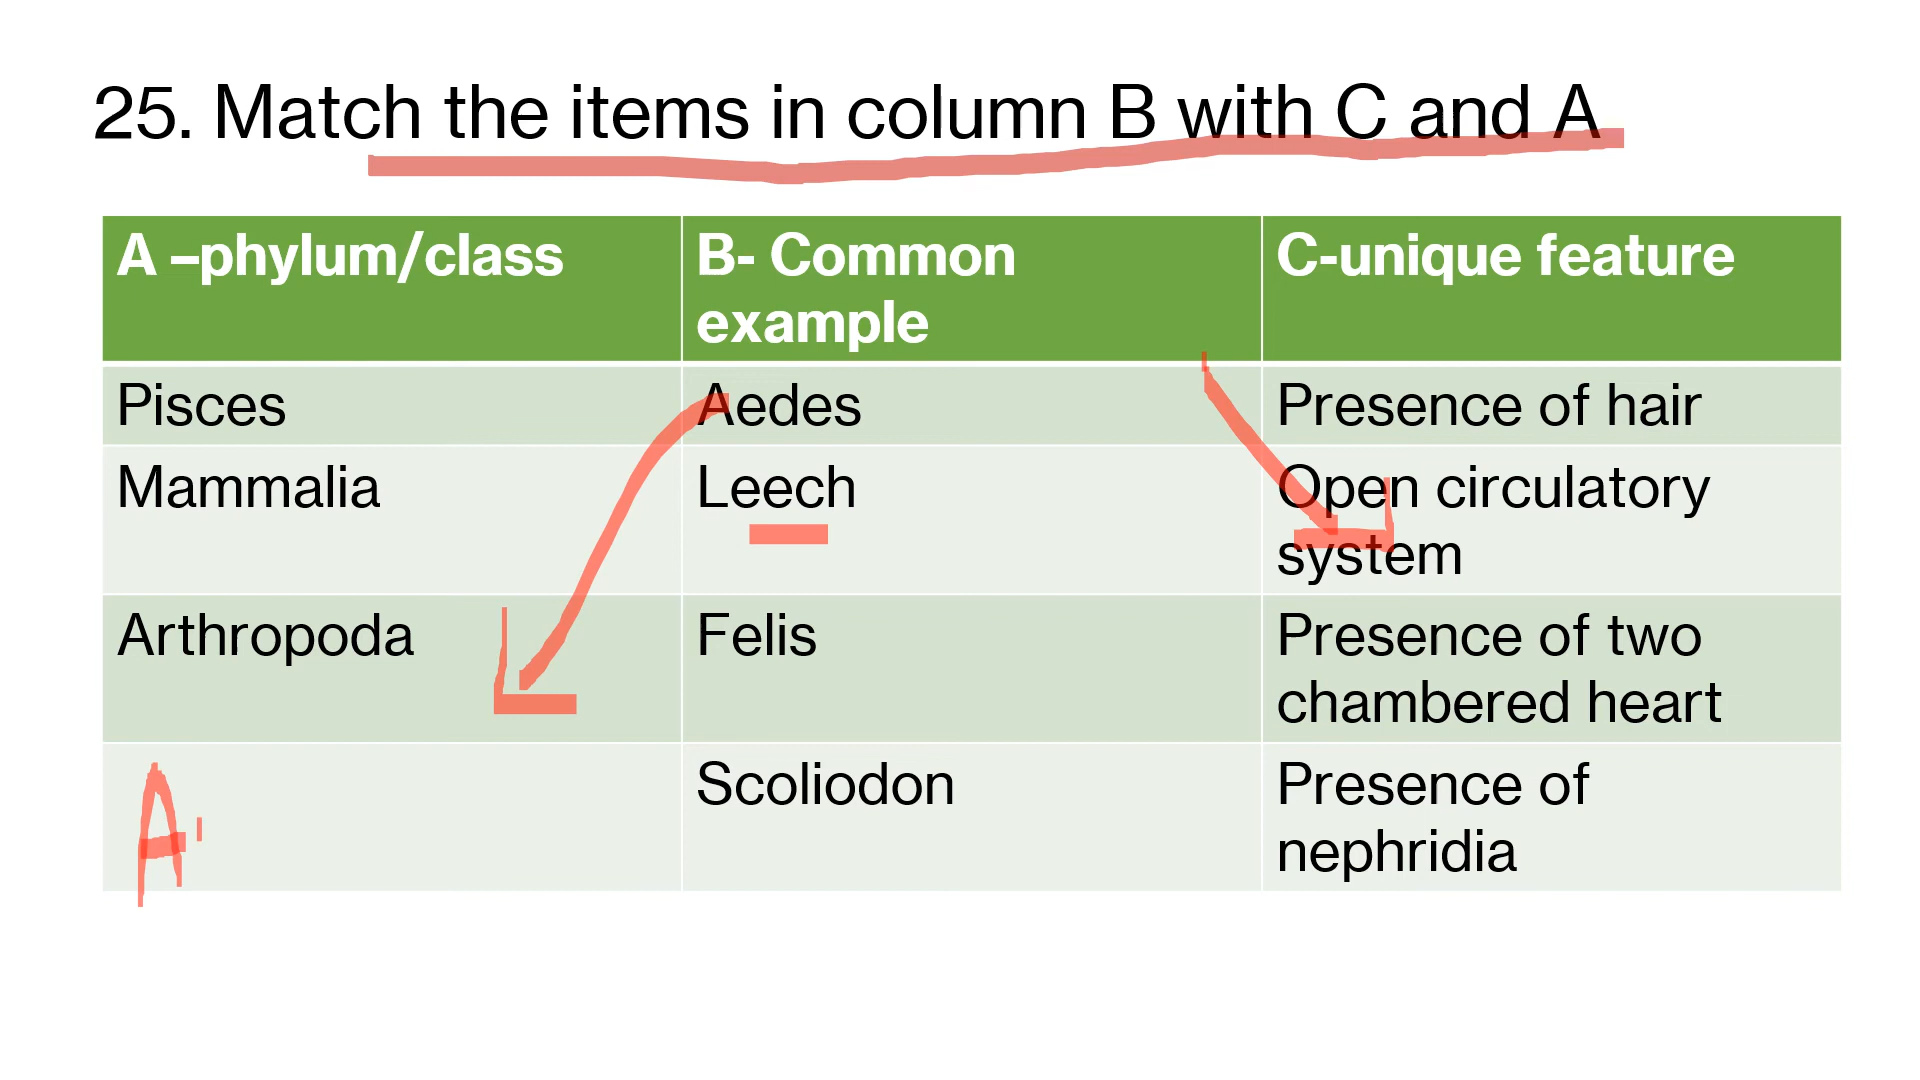 25. Match the items in column B with C and A
A –phylum/class
B- Common
example
C-unique feature
Pisces
Aedes
Presence of hair
Mammalia
Leech
Open circulatory
system
Arthropoda
Felis
Presence of two
chambered heart
A
Scoliodon
Presence of
nephridia